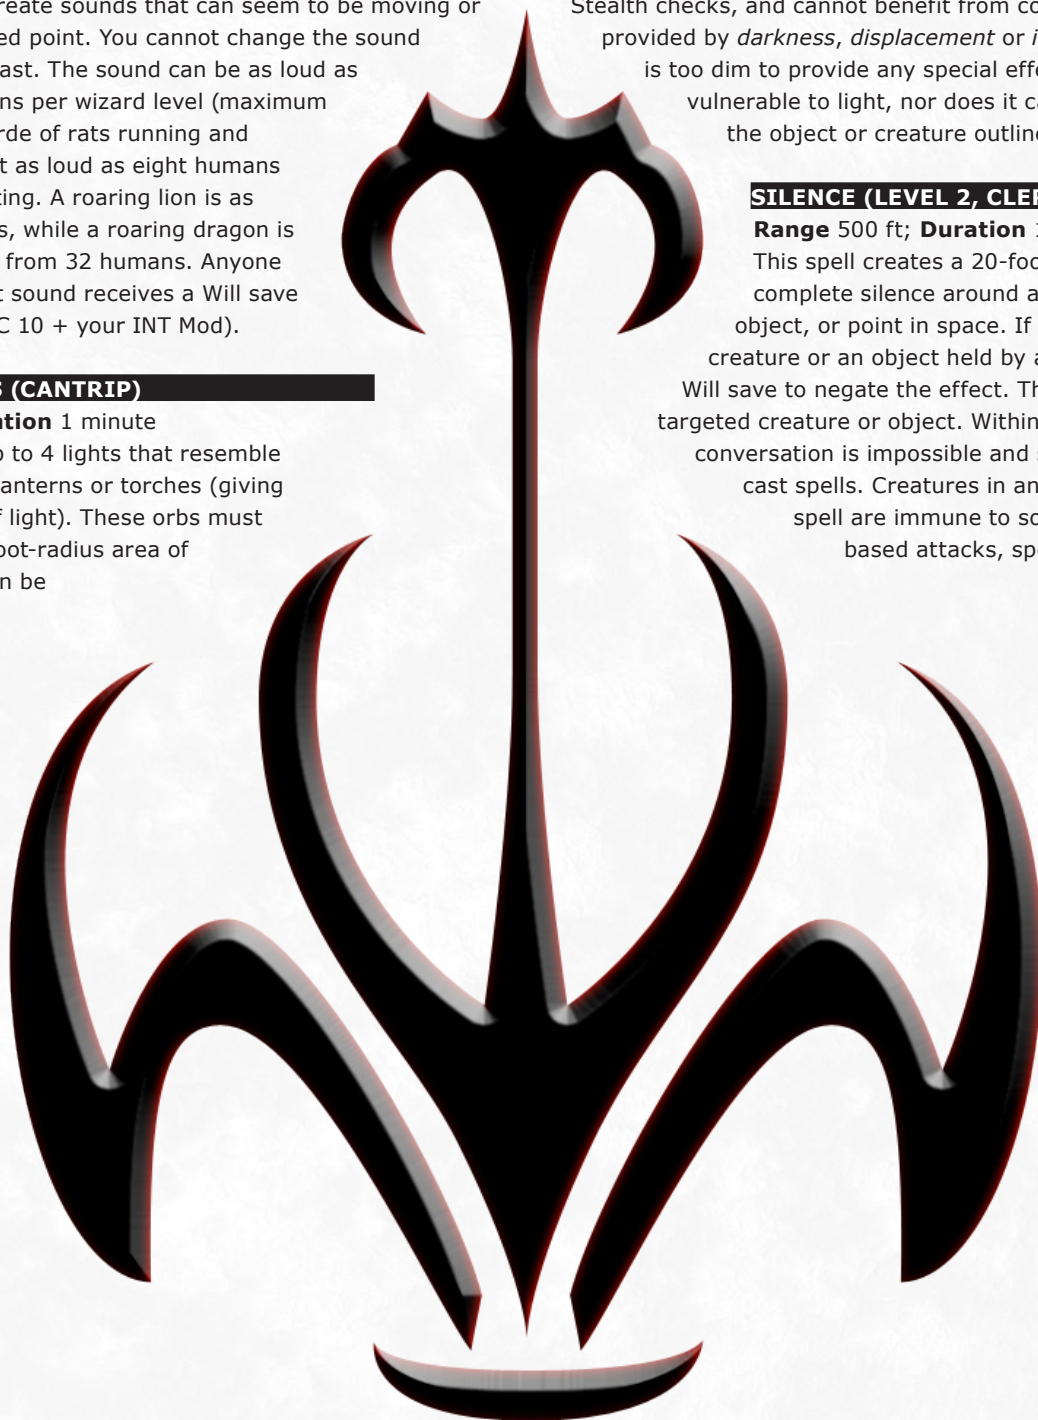 reate sounds that can seem to be moving or
ed point. You cannot change the sound
ast. The sound can be as loud as
ns per wizard level (maximum
rde of rats running and
t as loud as eight humans
ting. A roaring lion is as
s, while a roaring dragon is
from 32 humans. Anyone
t sound receives a Will save
C 10 + your INT Mod).
S (CANTRIP)
ation 1 minute
p to 4 lights that resemble
anterns or torches (giving
f light). These orbs must
oot-radius area of
n be
Stealth checks, and cannot benefit from co
provided by darkness, displacement or i
is too dim to provide any special effe
vulnerable to light, nor does it ca
the object or creature outline
SILENCE (LEVEL 2, CLER
Range 500 ft; Duration 1
This spell creates a 20-foo
complete silence around a
object, or point in space. If
creature or an object held by a
Will save to negate the effect. Th
targeted creature or object. Within
conversation is impossible and s
cast spells. Creatures in an
spell are immune to so
based attacks, spe